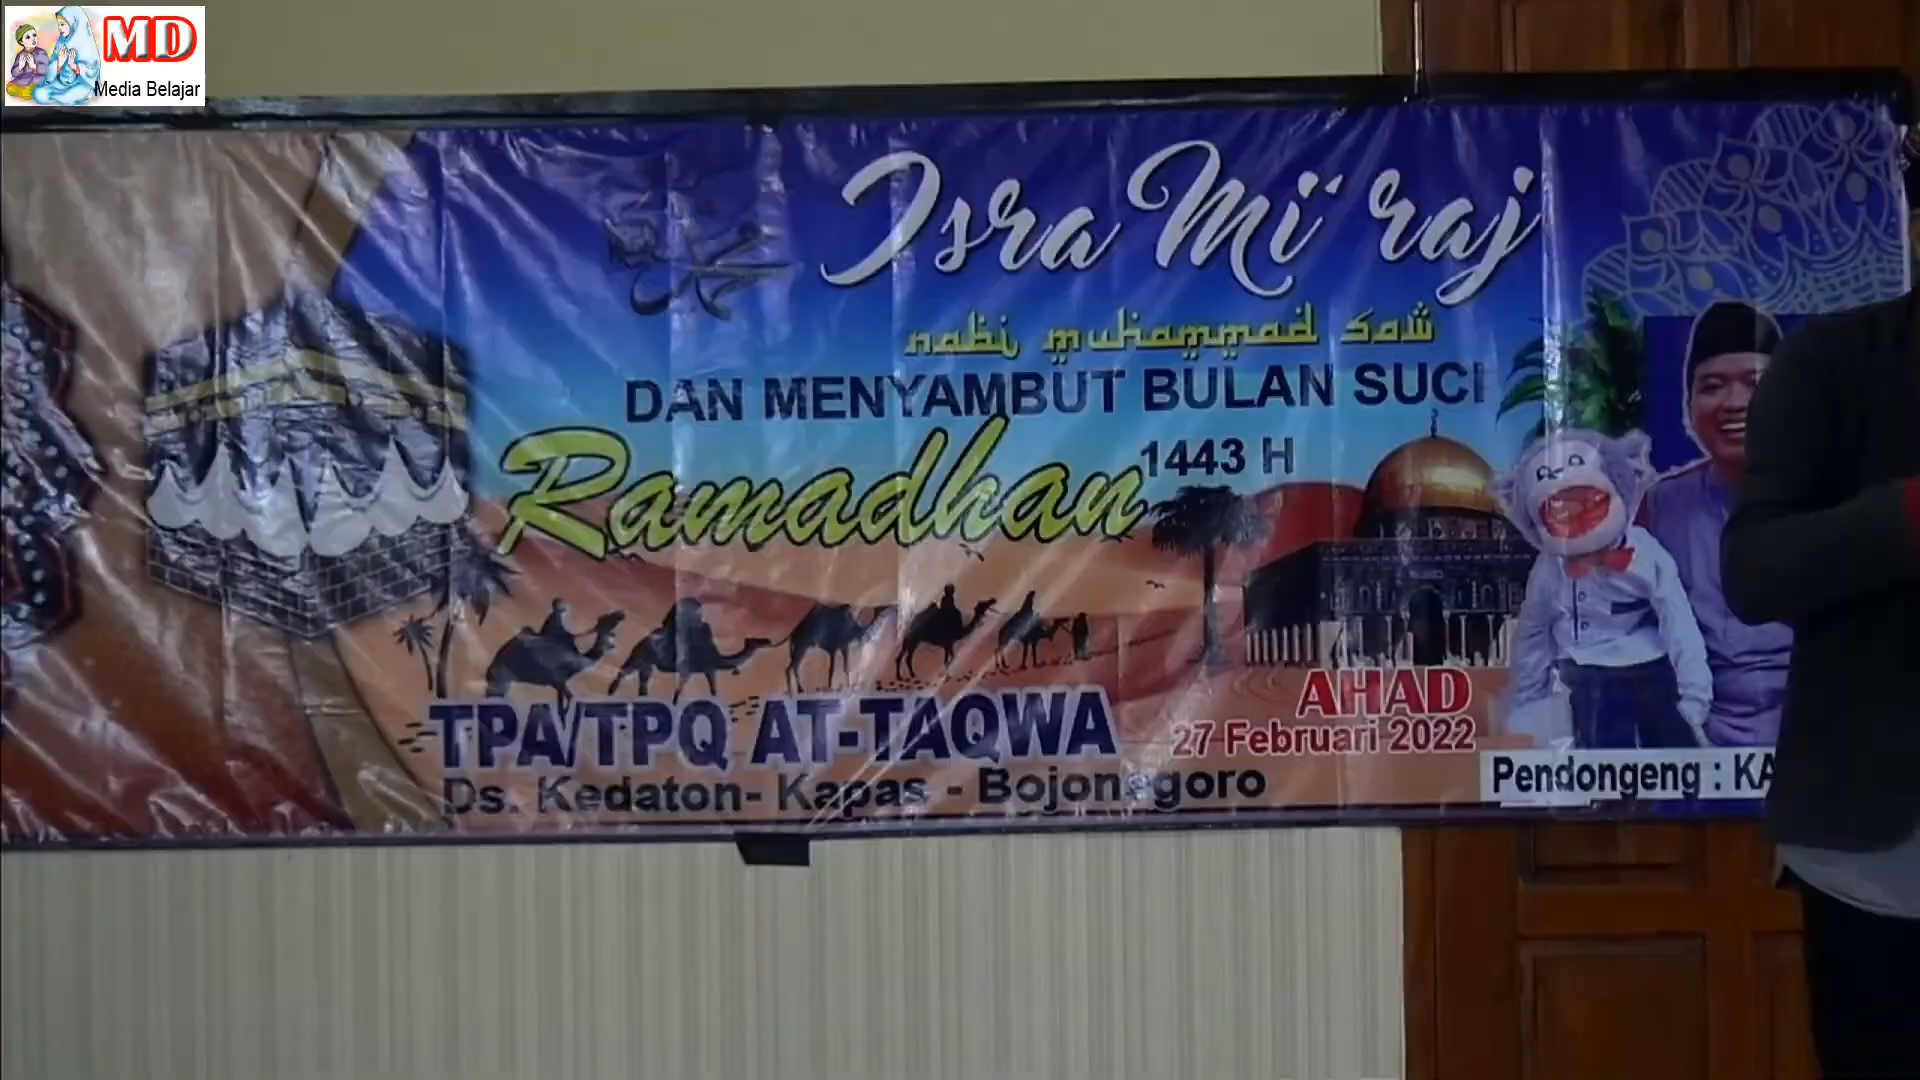 MD
Media Belajar
Isra Mi'raj
nabi muhammad saw
DAN MENYAMBUT BULAN SUCI
Ramadhan 1443 H
AHAD
27 Februari 2022
TPA/TPQ AT-TAQWA
Ds. Kedaton- Kapas - Bojonegoro
Pendongeng :